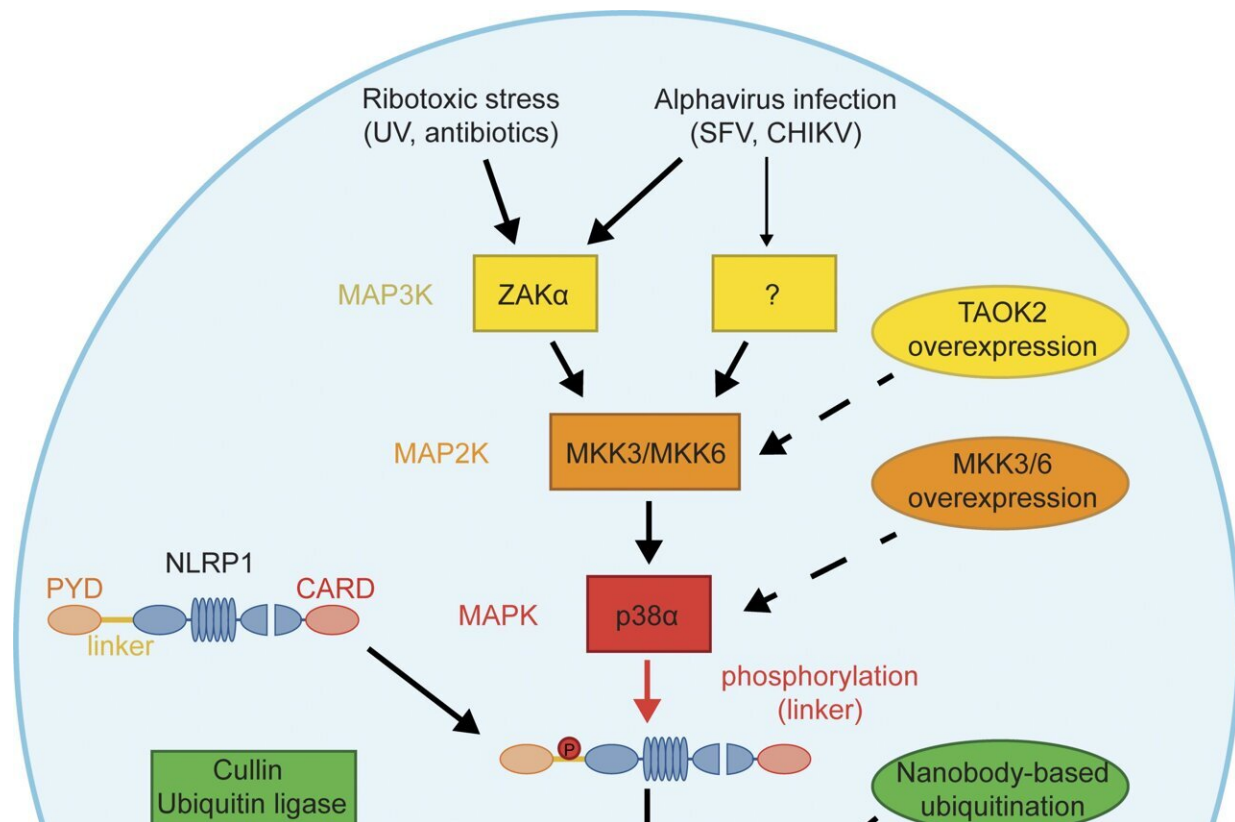 Ribotoxic stress
(UV, antibiotics)
Alphavirus infection
(SFV, CHIKV)
MAP3K
ZAKα
?
TAOK2
overexpression
MAP2K
MKK3/MKK6
MKK3/6
overexpression
NLRP1
PYD
CARD
linker
MAPK
p38α
phosphorylation
(linker)
P
Cullin
Ubiquitin ligase
Nanobody-based
ubiquitination